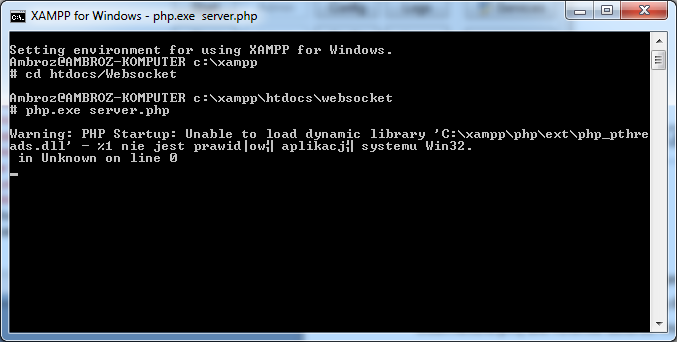 XAMPP for Windows - php.exe server.php
Setting environment for using XAMPP for Windows.
Ambroz@AMBROZ-KOMPUTER c:\xampp
# cd htdocs/Websocket
Ambroz@AMBROZ-KOMPUTER c:\xampp\htdocs\websocket
# php.exe server.php
Warning: PHP Startup: Unable to load dynamic library 'C:\xampp\php\ext\php_pthre
ads.dll' - %1 nie jest prawid|ow¦| aplikacj¦| systemu Win32.
in Unknown on line 0